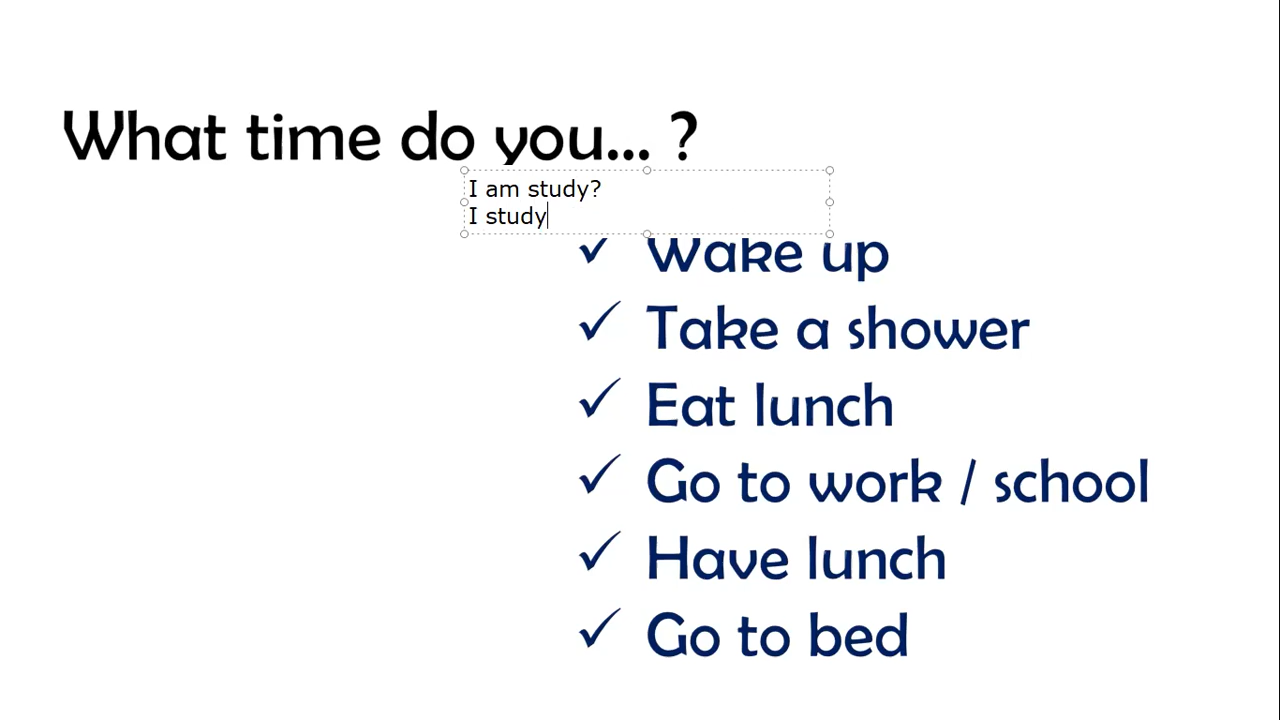 What time do you... ?
I am study?
I study
Wake up
Take a shower
Eat lunch
Go to work / school
Have lunch
Go to bed